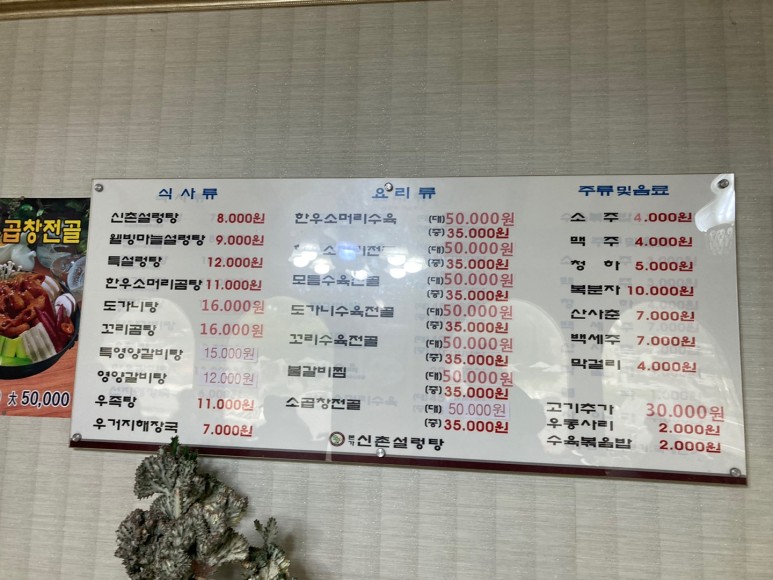 곱창전골
大 50,000
식 사 류
신촌설렁탕 8.000원
웰빙마늘설렁탕 9.000원
특설렁탕 12.000원
한우소머리곰탕 11.000원
도가니탕 16.000원
꼬리곰탕 16.000원
특영양갈비탕 15.000원
영양갈비탕 12.000원
우족탕 11.000원
우거지해장국 7.000원
요 리 류
한우소머리수육 (대) 50.000원
(중) 35.000원
(대) 50.000원
(중) 35.000원
모듬수육전골 (대) 50.000원
(중) 35.000원
도가니수육전골 (대) 50.000원
(중) 35.000원
꼬리수육전골 (대) 50.000원
(중) 35.000원
불갈비찜 (대) 50.000원
(중) 35.000원
소곱창전골 (대) 50.000원
(중) 35.000원
신촌설렁탕
주류및음료
소 주 4.000원
맥 주 4.000원
청 하 5.000원
복분자 10.000원
산사춘 7.000원
백세주 7.000원
막걸리 4.000원
고기추가 30.000원
우동사리 2.000원
수육볶음밥 2.000원